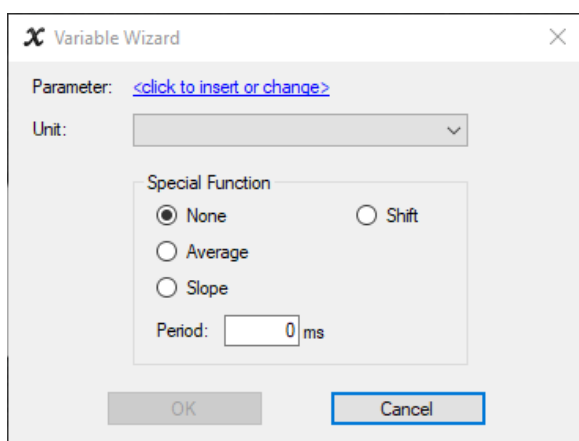 Variable Wizard
Parameter: <click to insert or change>
Unit:
Special Function
None Shift
Average
Slope
Period: 0 ms
OK Cancel